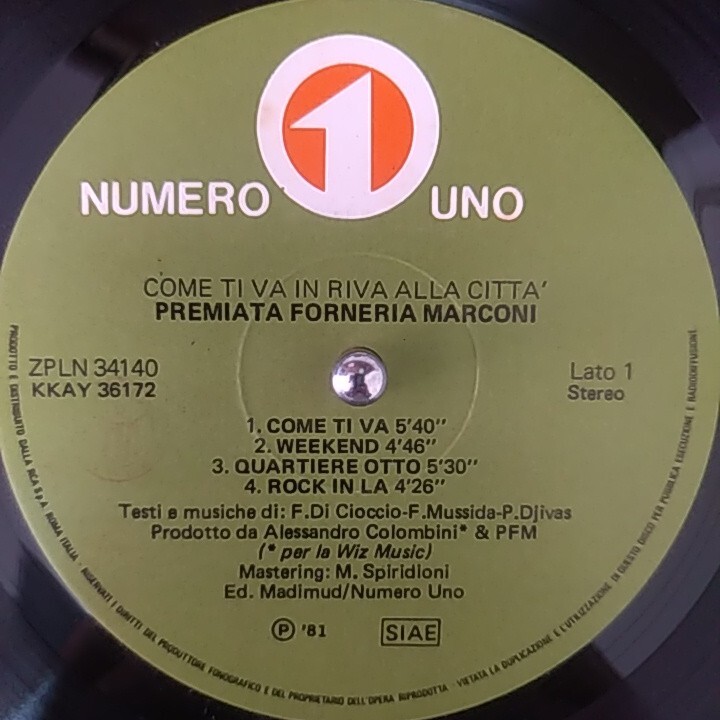 NUMERO 1 UNO
COME TI VA IN RIVA ALLA CITTA'
PREMIATA FORNERIA MARCONI
ZPLN 34140
KKAY 36172
Lato 1
Stereo
1. COME TI VA 5'40"
2. WEEKEND 4'46"
3. QUARTIERE OTTO 5'30"
4. ROCK IN LA 4'26"
Testi e musiche di: F.Di Cioccio-F.Mussida-P.Djivas
Prodotto da Alessandro Colombini* & PFM
(* per la Wiz Music)
Mastering: M. Spiridioni
Ed. Madimud/Numero Uno
Ⓟ '81 SIAE
PRODOTTO E DISTRIBUITO DALLA RCA S.p.A. ROMA ITALIA - RISERVATI I DIRITTI DEL PRODUTTORE FONOGRAFICO E DEL PROPRIETARIO DELL'OPERA RIPRODOTTA - VIETATA LA DUPLICAZIONE E L'UTILIZZAZIONE DI QUESTO DISCO PER PUBBLICA ESECUZIONE E RADIODIFFUSIONE